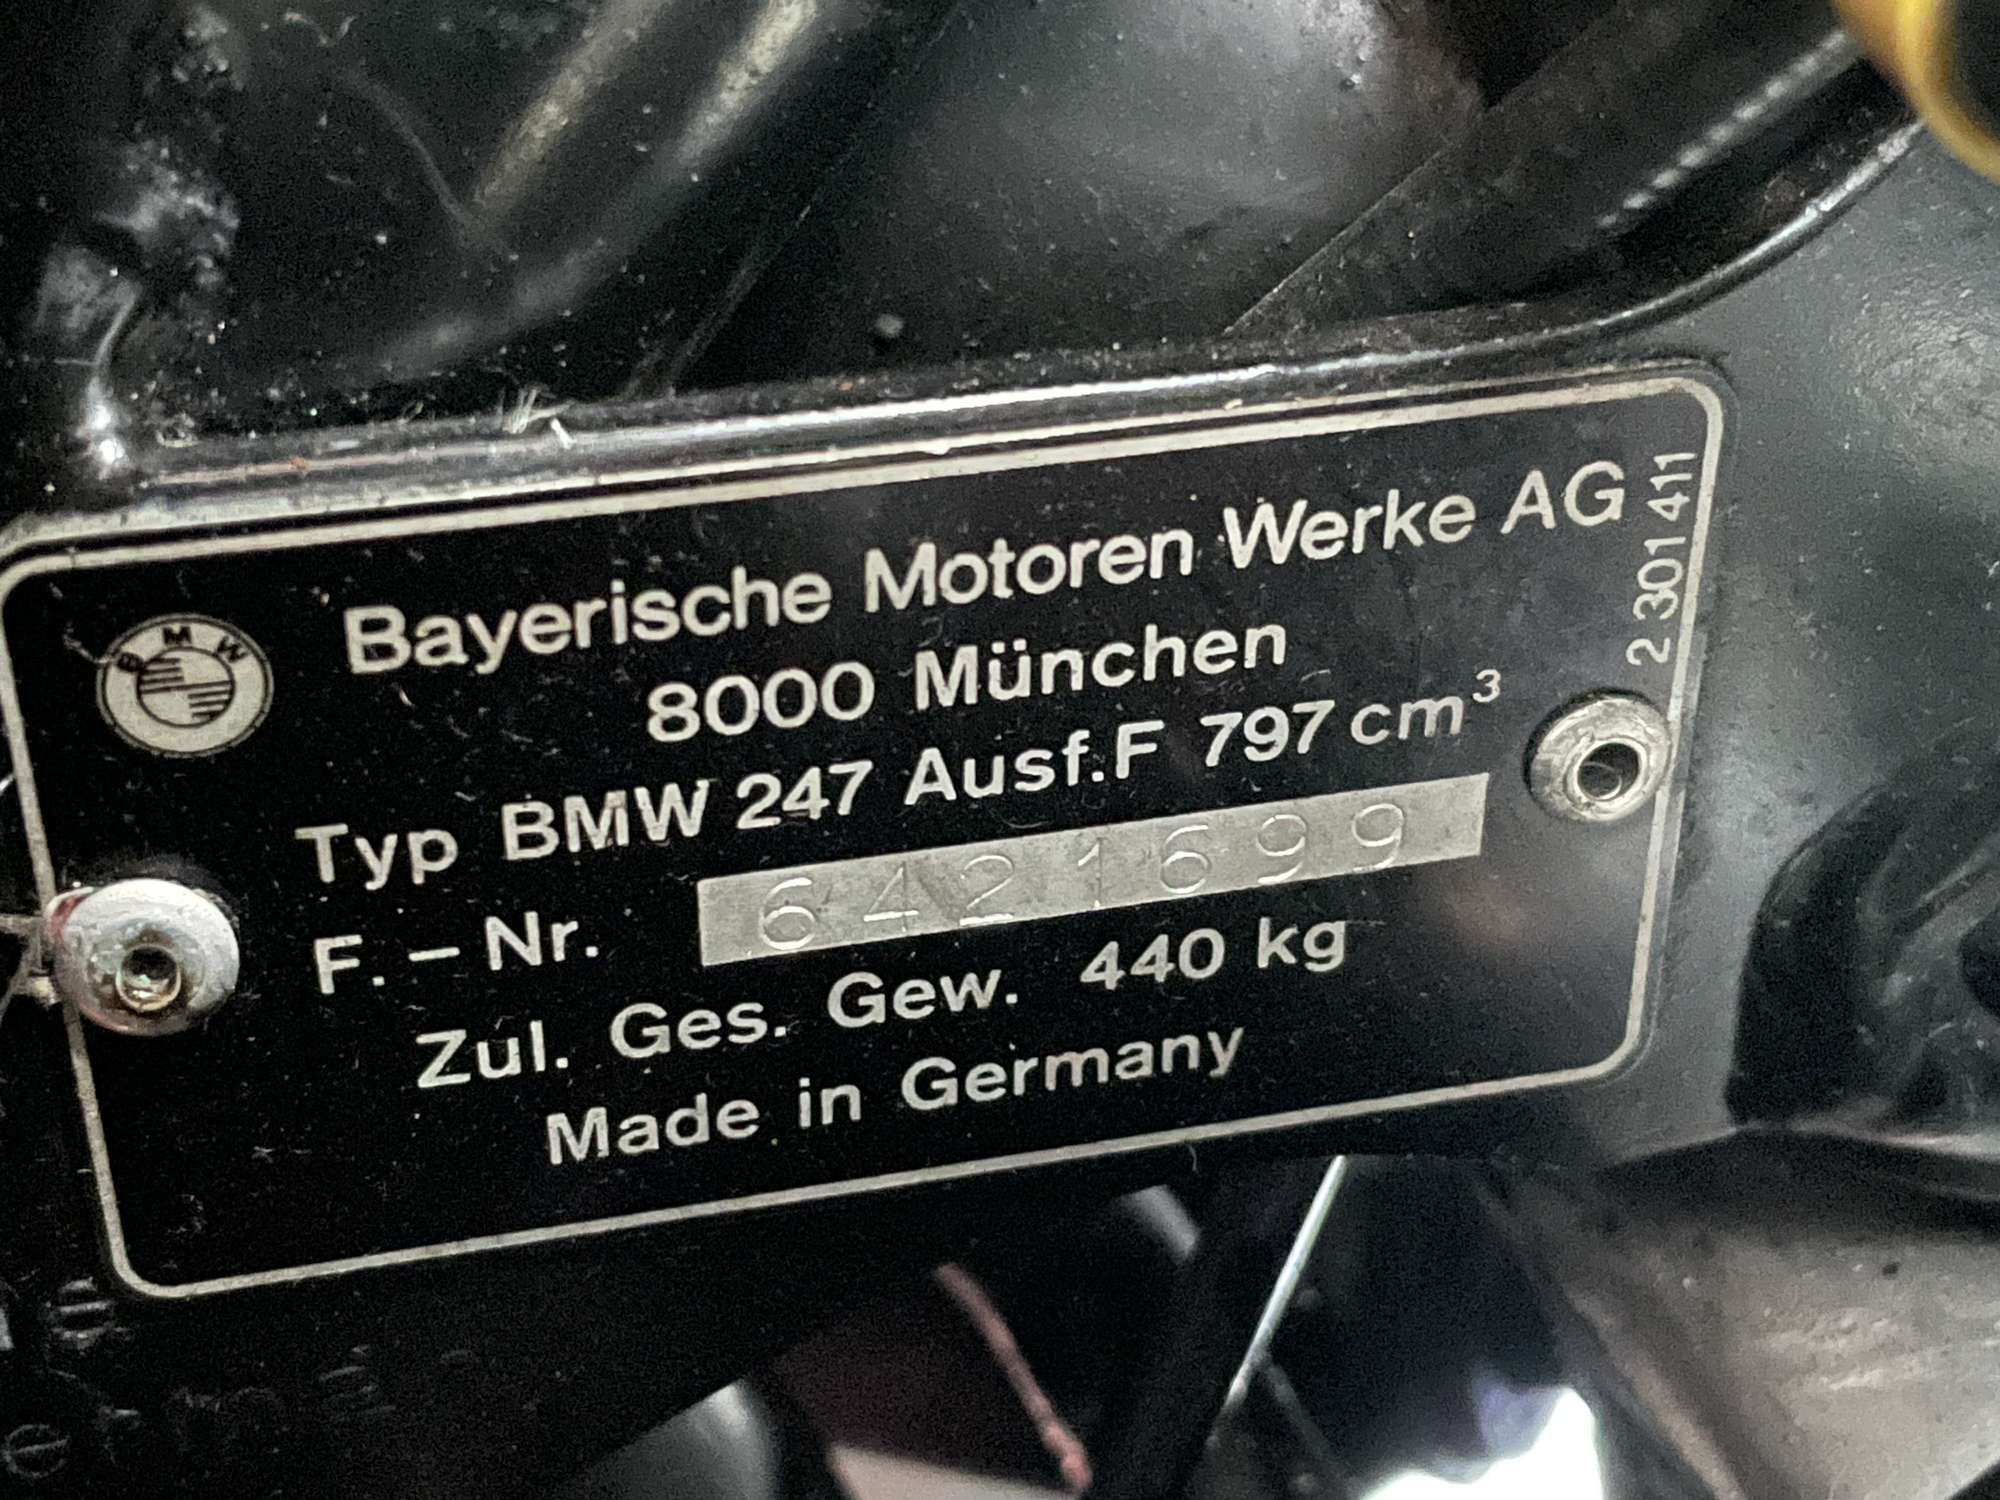 BMW
Bayerische Motoren Werke AG
8000 München
Typ BMW 247 Ausf.F 797 cm³
F.-Nr. 6421699
Zul. Ges. Gew. 440 kg
Made in Germany
2 301 411